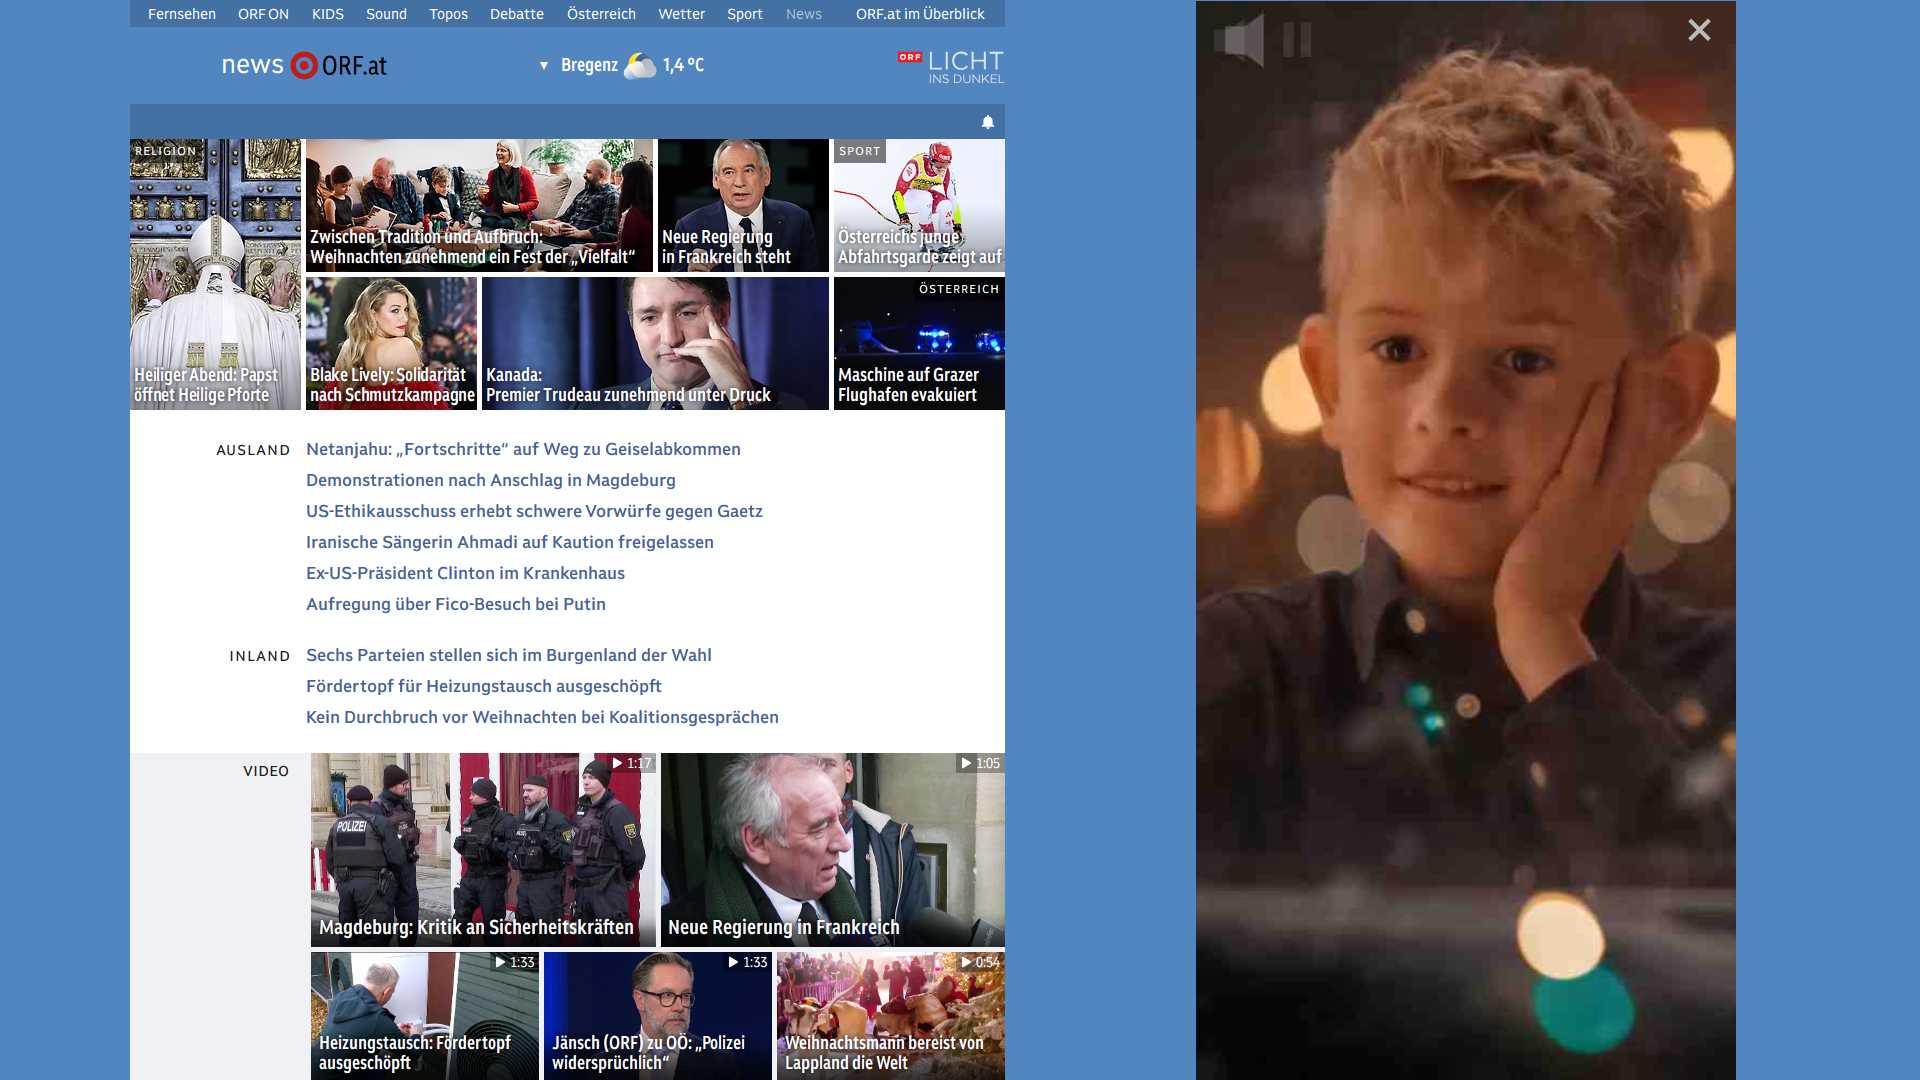 Fernsehen ORF ON KIDS Sound Topos Debatte Österreich Wetter Sport News ORF.at im Überblick
news ORF.at
Bregenz 1,4 °C
ORF LICHT
INS DUNKEL
RELIGION
Heiliger Abend: Papst
öffnet Heilige Pforte
Zwischen Tradition und Aufbruch:
Weihnachten zunehmend ein Fest der „Vielfalt“
Neue Regierung
in Frankreich steht
SPORT
Österreichs junge
Abfahrtsgarde zeigt auf
Blake Lively: Solidarität
nach Schmutzkampagne
Kanada:
Premier Trudeau zunehmend unter Druck
ÖSTERREICH
Maschine auf Grazer
Flughafen evakuiert
AUSLAND
Netanjahu: „Fortschritte“ auf Weg zu Geiselabkommen
Demonstrationen nach Anschlag in Magdeburg
US-Ethikausschuss erhebt schwere Vorwürfe gegen Gaetz
Iranische Sängerin Ahmadi auf Kaution freigelassen
Ex-US-Präsident Clinton im Krankenhaus
Aufregung über Fico-Besuch bei Putin
INLAND
Sechs Parteien stellen sich im Burgenland der Wahl
Fördertopf für Heizungstausch ausgeschöpft
Kein Durchbruch vor Weihnachten bei Koalitionsgesprächen
VIDEO
1:17
POLIZEI
Magdeburg: Kritik an Sicherheitskräften
1:05
Neue Regierung in Frankreich
1:33
Heizungstausch: Fördertopf
ausgeschöpft
1:33
Jänsch (ORF) zu OÖ: „Polizei
widersprüchlich“
0:54
Weihnachtsmann bereist von
Lappland die Welt